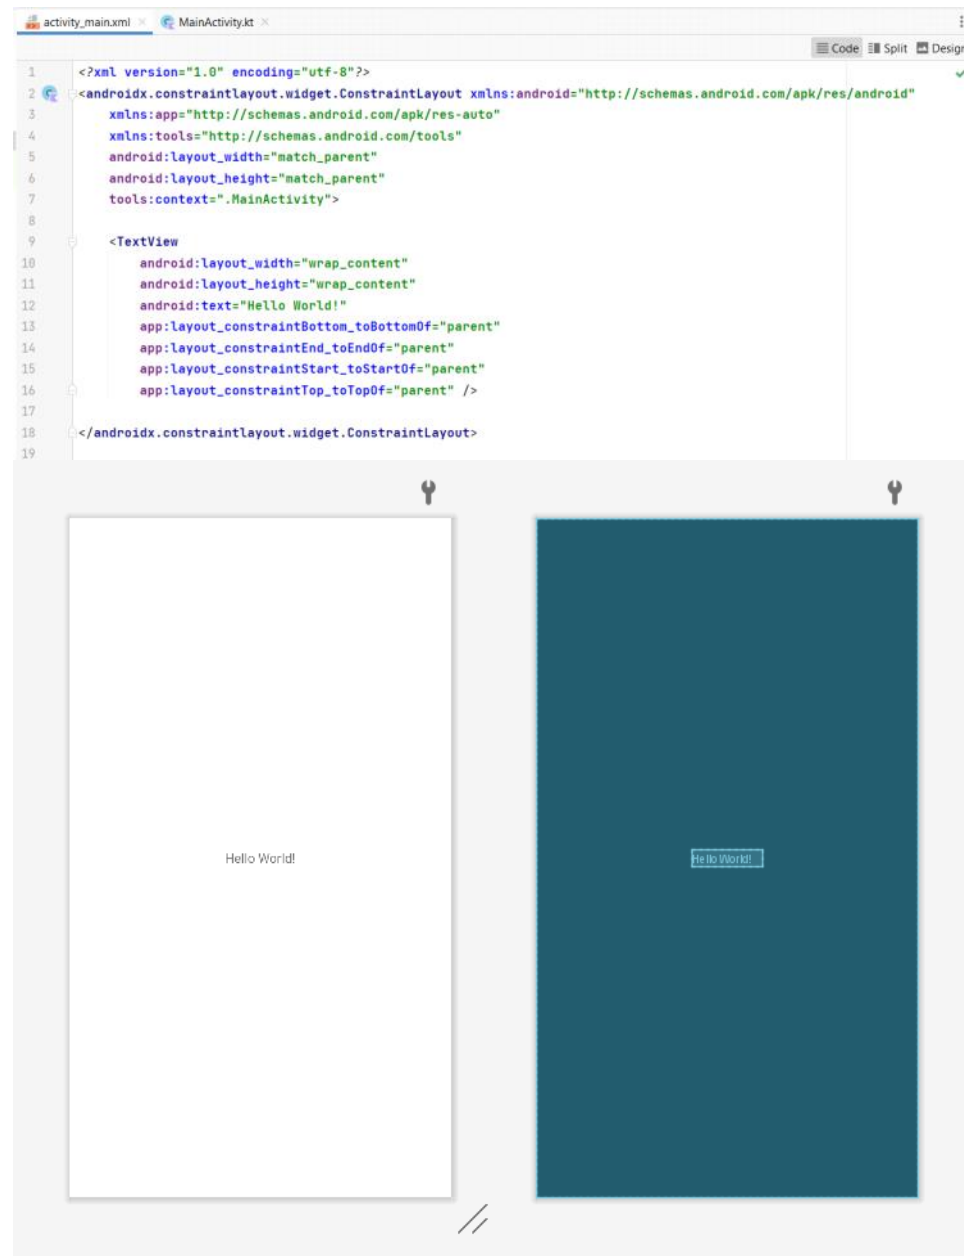 activity_main.xml MainActivity.kt
Code Split Design
1 <?xml version="1.0" encoding="utf-8"?>
2 <androidx.constraintlayout.widget.ConstraintLayout xmlns:android="http://schemas.android.com/apk/res/android"
3 xmlns:app="http://schemas.android.com/apk/res-auto"
4 xmlns:tools="http://schemas.android.com/tools"
5 android:layout_width="match_parent"
6 android:layout_height="match_parent"
7 tools:context=".MainActivity">
8
9 <TextView
10 android:layout_width="wrap_content"
11 android:layout_height="wrap_content"
12 android:text="Hello World!"
13 app:layout_constraintBottom_toBottomOf="parent"
14 app:layout_constraintEnd_toEndOf="parent"
15 app:layout_constraintStart_toStartOf="parent"
16 app:layout_constraintTop_toTopOf="parent" />
17
18 </androidx.constraintlayout.widget.ConstraintLayout>
19
Hello World! Hello World!